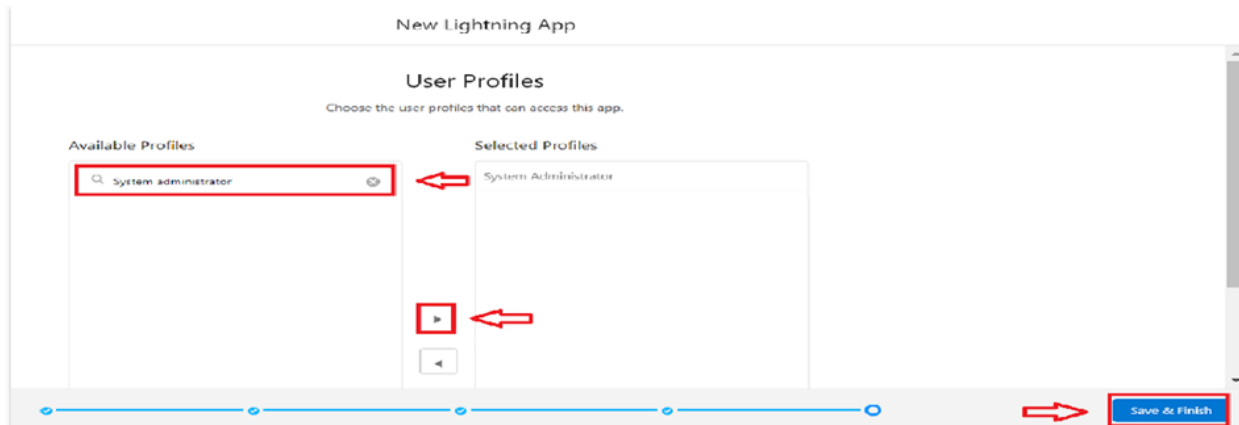 New Lightning App
User Profiles
Choose the user profiles that can access this app.
Available Profiles
Selected Profiles
System administrator
System Administrator
Save & Finish